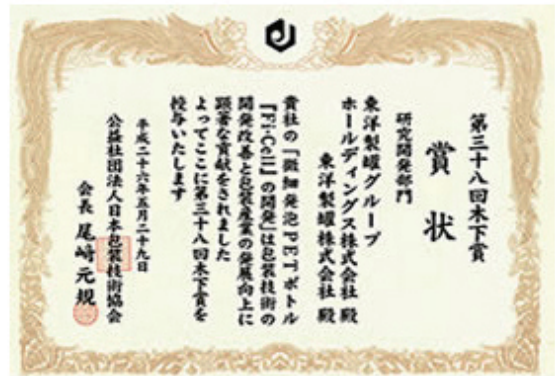 第三十八回木下賞
賞状
研究開発部門
東洋製罐グループ
ホールディングス株式会社 殿
東洋製罐株式会社 殿
貴社の「微細発泡PETボトル
『Fi-Cell』の開発」は包装技術の
開発改善と包装産業の発展向上に
顕著な貢献をされました
よってここに第三十八回木下賞を
授与いたします
平成二十六年五月二十九日
公益社団法人日本包装技術協会
会長 尾﨑元規